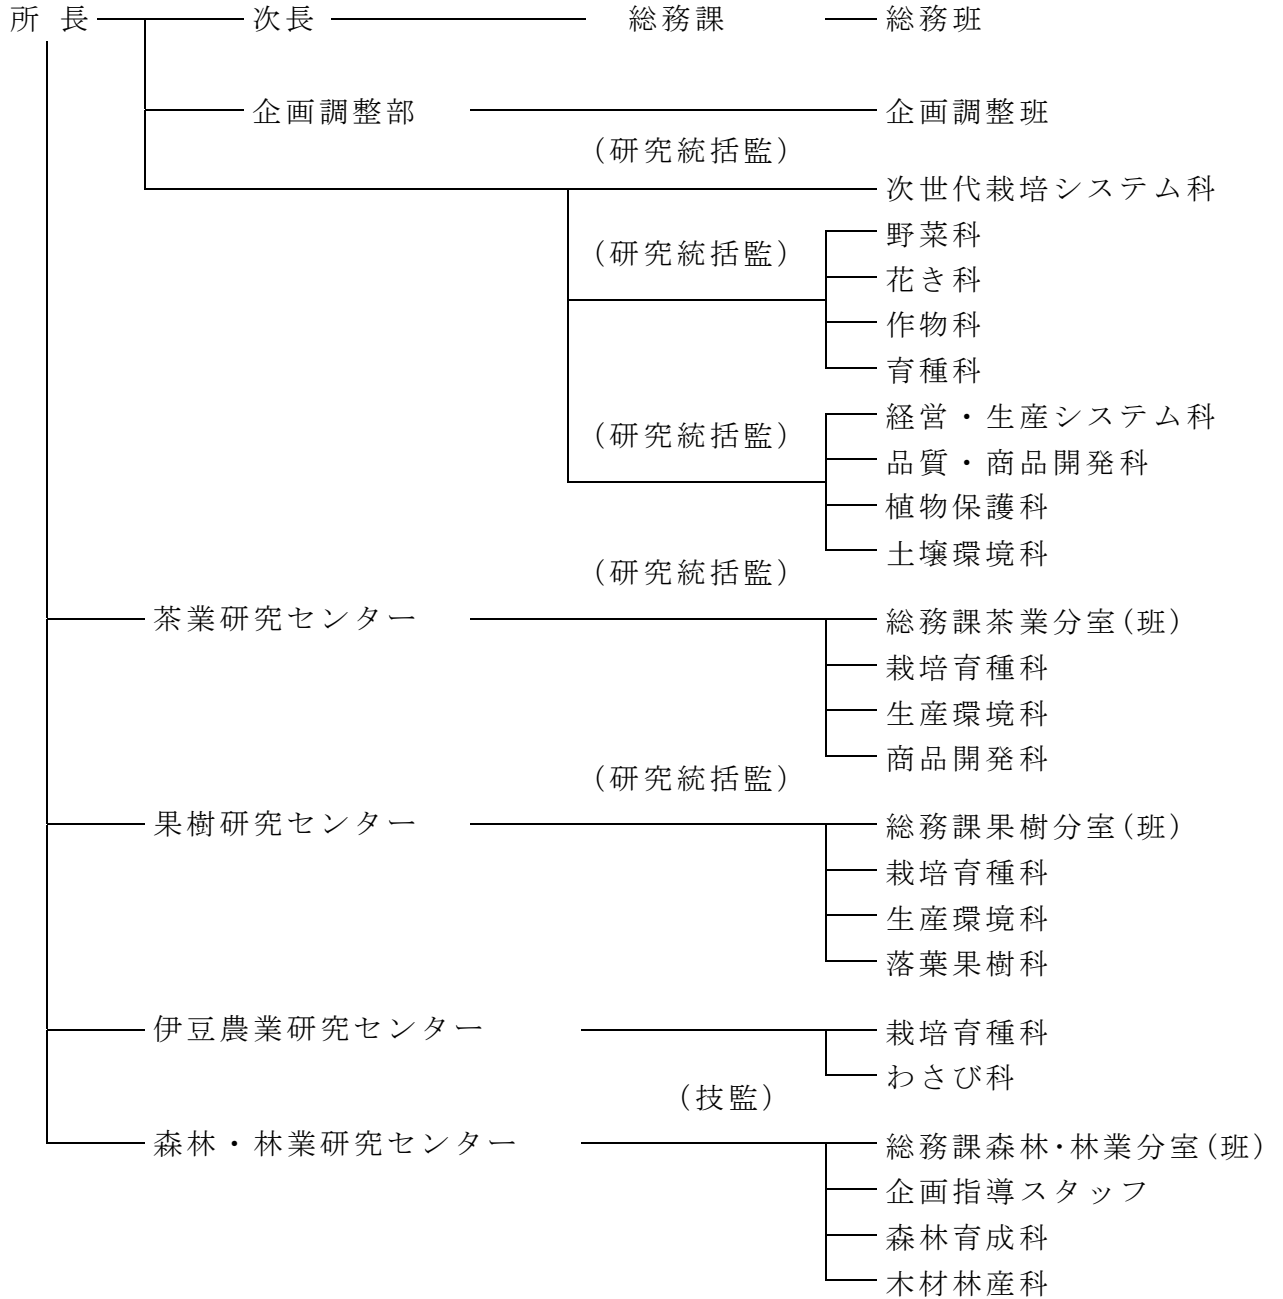 所長 次長 総務課 総務班
企画調整部 企画調整班
(研究統括監)
次世代栽培システム科
野菜科
(研究統括監)
花き科
作物科
育種科
経営・生産システム科
(研究統括監)
品質・商品開発科
植物保護科
土壌環境科
(研究統括監)
茶業研究センター 総務課茶業分室(班)
栽培育種科
生産環境科
商品開発科
(研究統括監)
果樹研究センター 総務課果樹分室(班)
栽培育種科
生産環境科
落葉果樹科
伊豆農業研究センター 栽培育種科
わさび科
(技監)
森林・林業研究センター 総務課森林・林業分室(班)
企画指導スタッフ
森林育成科
木材林産科